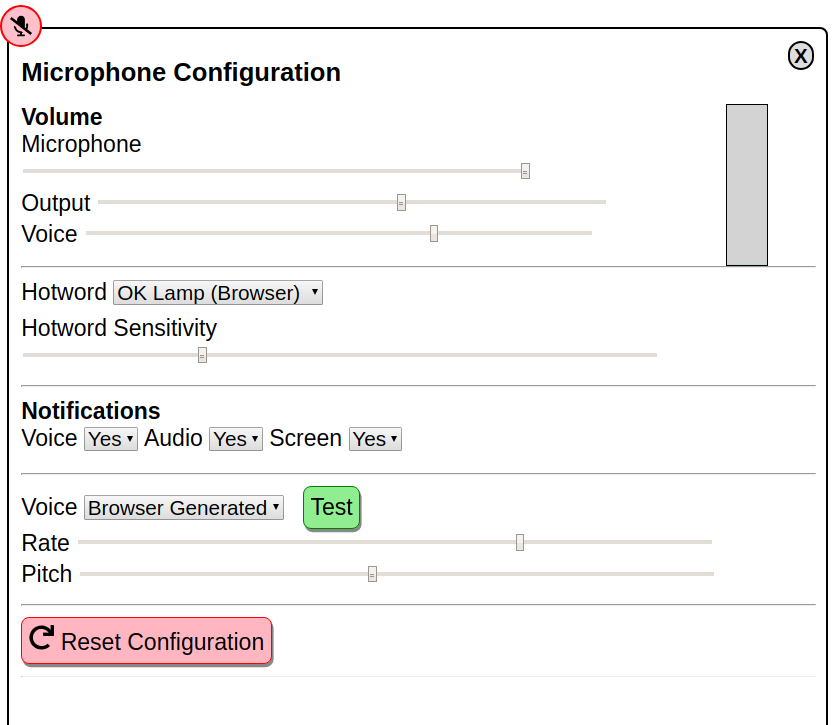 X
Microphone Configuration
Volume
Microphone
Output
Voice
Hotword OK Lamp (Browser)
Hotword Sensitivity
Notifications
Voice Yes Audio Yes Screen Yes
Voice Browser Generated Test
Rate
Pitch
Reset Configuration